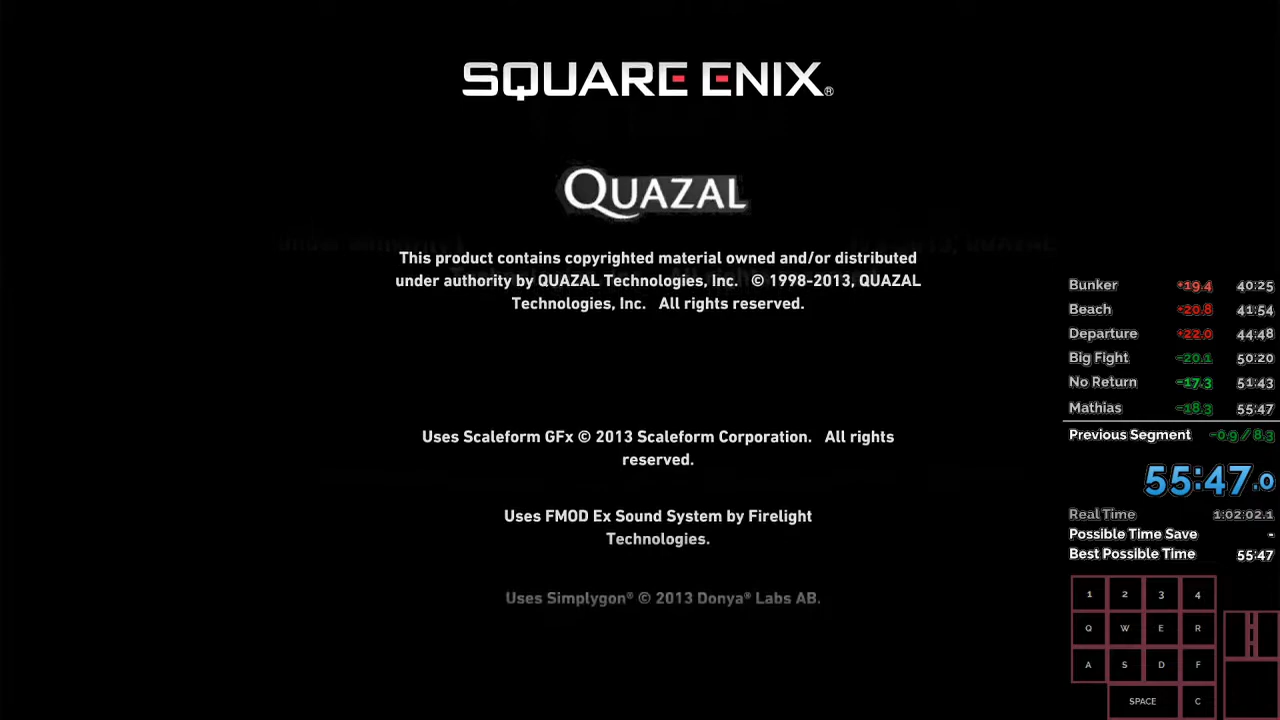 SQUARE ENIX®
QUAZAL
This product contains copyrighted material owned and/or distributed
under authority by QUAZAL Technologies, Inc. © 1998-2013, QUAZAL
Technologies, Inc. All rights reserved.
Uses Scaleform GFx © 2013 Scaleform Corporation. All rights
reserved.
Uses FMOD Ex Sound System by Firelight
Technologies.
Uses Simplygon® © 2013 Donya® Labs AB.
Bunker +19.4 40:25
Beach +20.8 41:54
Departure +22.0 44:48
Big Fight -20.1 50:20
No Return -17.3 51:43
Mathias -18.3 55:47
Previous Segment -0.9 / 8.3
55:47.0
Real Time 1:02:02.1
Possible Time Save -
Best Possible Time 55:47
1 2 3 4
Q W E R
A S D F
SPACE C